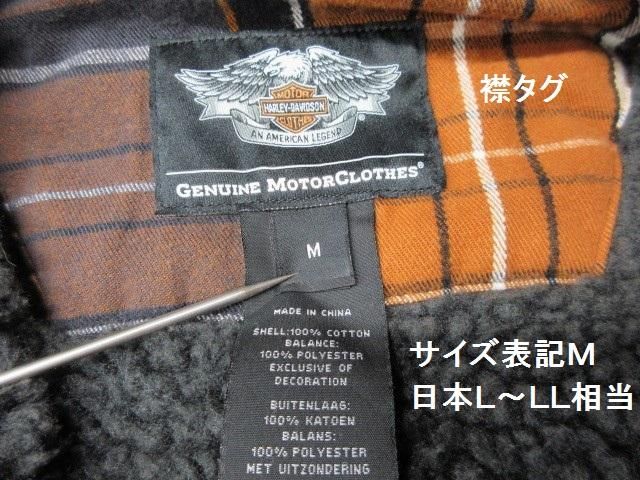 MOTOR
HARLEY-DAVIDSON
CLOTHES
AN AMERICAN LEGEND
GENUINE MOTORCLOTHES®
襟タグ
M
MADE IN CHINA
SHELL:100% COTTON
BALANCE:
100% POLYESTER
EXCLUSIVE OF
DECORATION
サイズ表記M
日本L～LL相当
BUITENLAAG:
100% KATOEN
BALANS:
100% POLYESTER
MET UITZONDERING